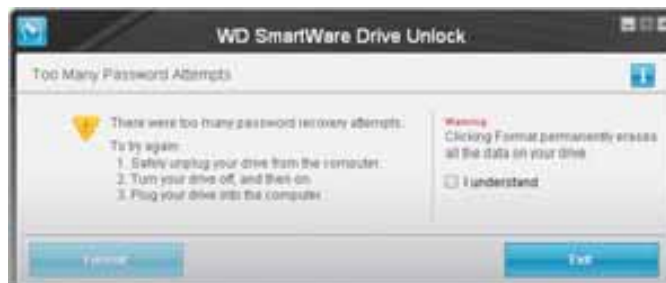 WD SmartWare Drive Unlock
Too Many Password Attempts
There were too many password recovery attempts.
To try again:
1. Safely unplug your drive from the computer.
2. Turn your drive off, and then on.
3. Plug your drive into the computer.
Warning
Clicking Format permanently erases
all the data on your drive
I understand
Format
Exit